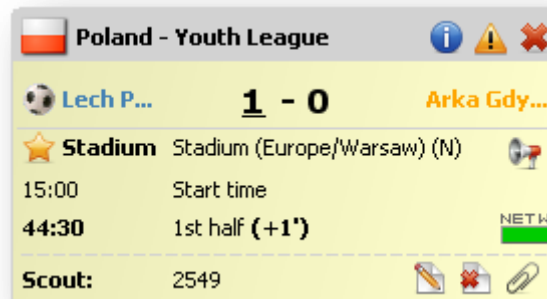 Poland - Youth League
Lech P... 1 - 0 Arka Gdy...
Stadium Stadium (Europe/Warsaw) (N)
15:00 Start time
44:30 1st half (+1') NETW
Scout: 2549